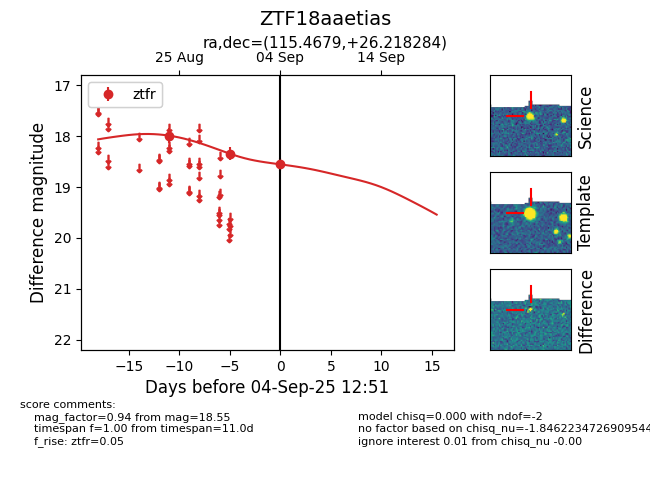 ZTF18aaetias
ra,dec=(115.4679,+26.218284)
25 Aug
04 Sep
14 Sep
17
18
19
20
21
22
Difference magnitude
ztfr
−15
−10
−5
0
5
10
15
Days before 04-Sep-25 12:51
Science
Template
Difference
score comments:
mag_factor=0.94 from mag=18.55
timespan f=1.00 from timespan=11.0d
f_rise: ztfr=0.05
model chisq=0.000 with ndof=-2
no factor based on chisq_nu=-1.8462234726909544
ignore interest 0.01 from chisq_nu -0.00